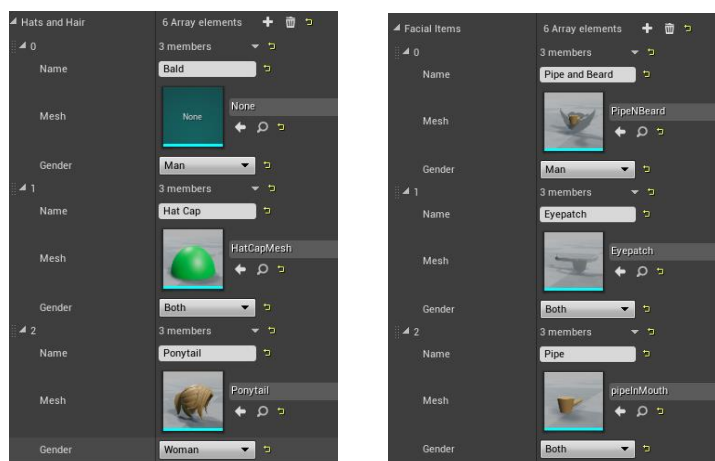 Hats and Hair 6 Array elements
0 3 members
Name Bald
None
Mesh None
Gender Man
1 3 members
Name Hat Cap
HatCapMesh
Mesh
Gender Both
2 3 members
Name Ponytail
Ponytail
Mesh
Gender Woman
Facial Items 6 Array elements
0 3 members
Name Pipe and Beard
PipeNBeard
Mesh
Gender Man
1 3 members
Name Eyepatch
Eyepatch
Mesh
Gender Both
2 3 members
Name Pipe
pipeInMouth
Mesh
Gender Both